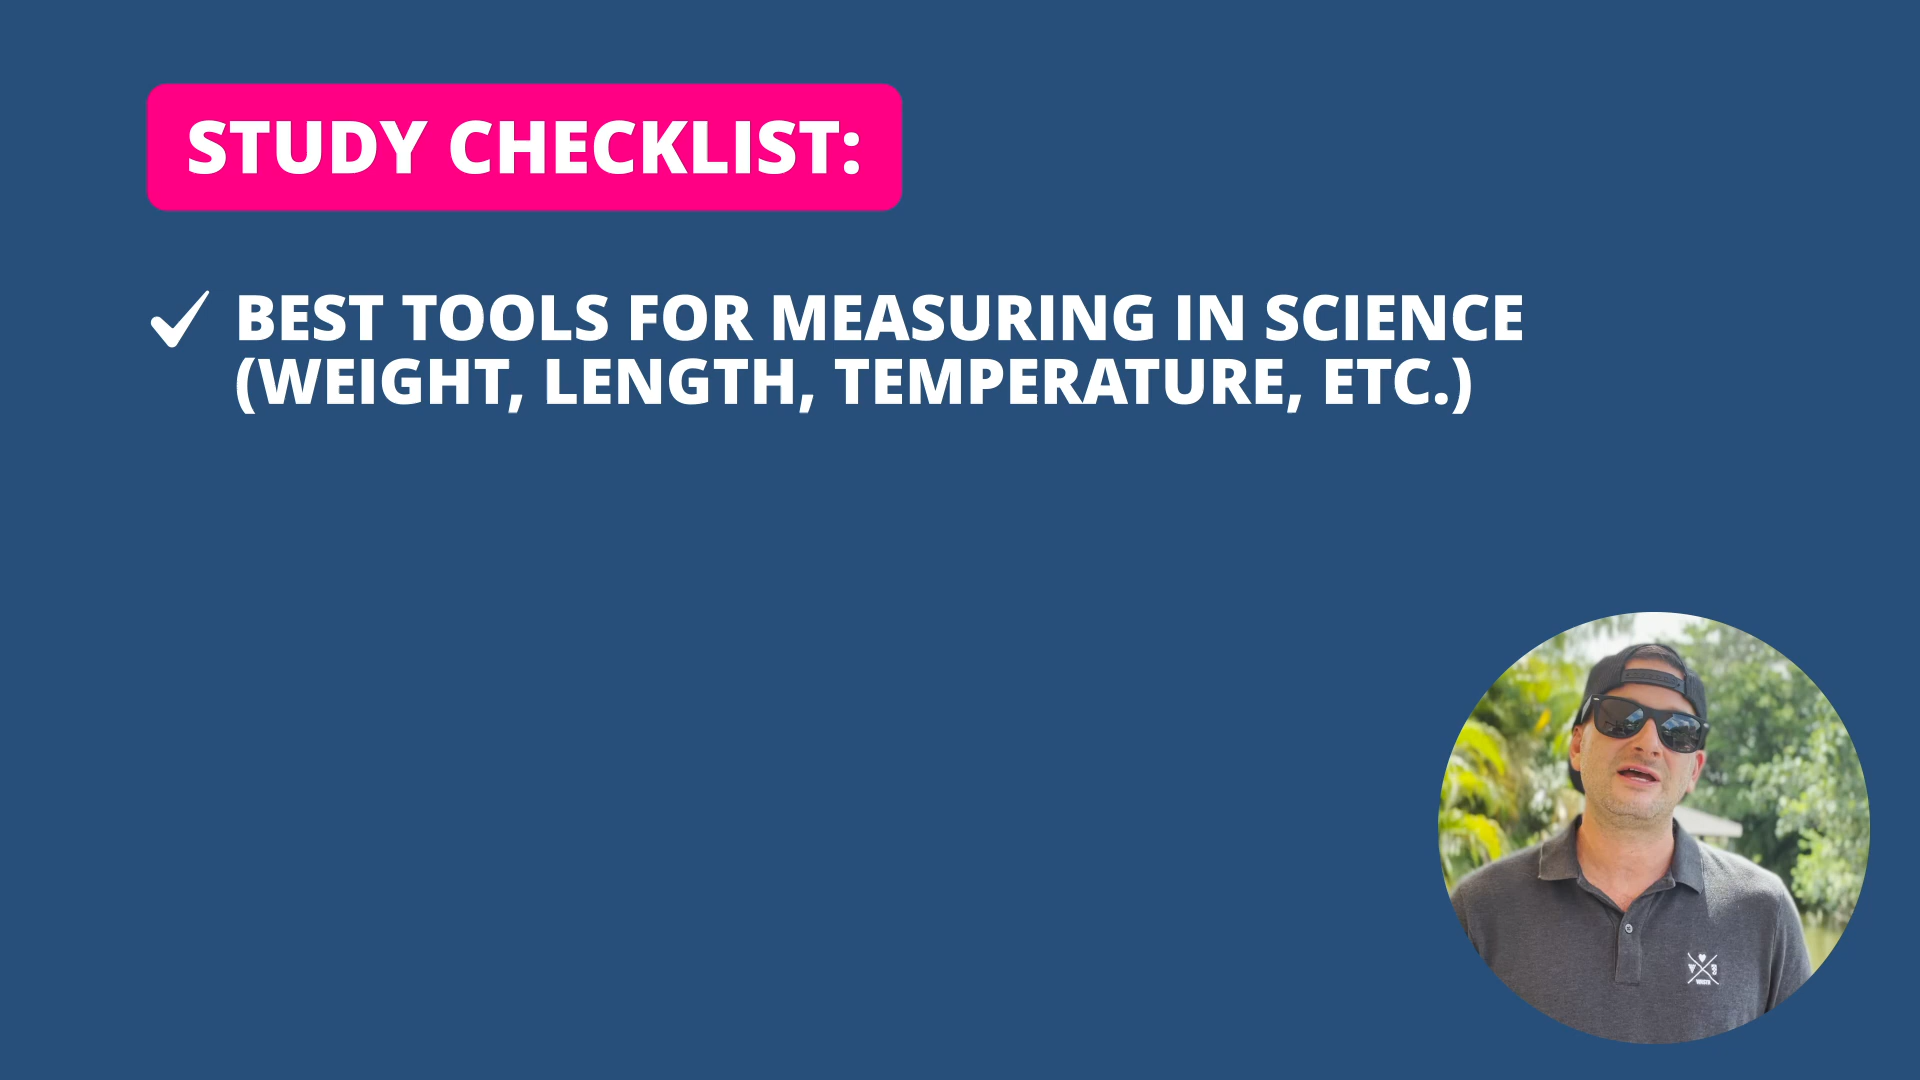 STUDY CHECKLIST:
BEST TOOLS FOR MEASURING IN SCIENCE
(WEIGHT, LENGTH, TEMPERATURE, ETC.)